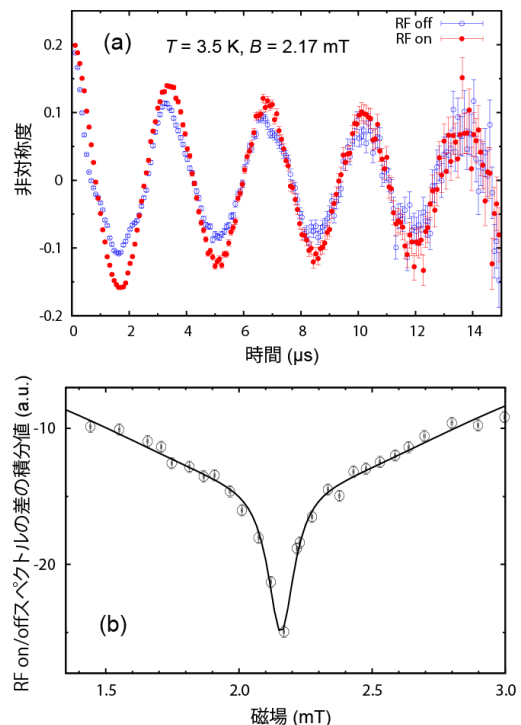 (a)
T = 3.5 K, B = 2.17 mT
RF off
RF on
0.2
0.1
0
-0.1
-0.2
非対称度
0 2 4 6 8 10 12 14
時間 (μs)
RF on/offスペクトルの差の積分値 (a.u.)
-10
-20
(b)
1.5 2.0 2.5 3.0
磁場 (mT)